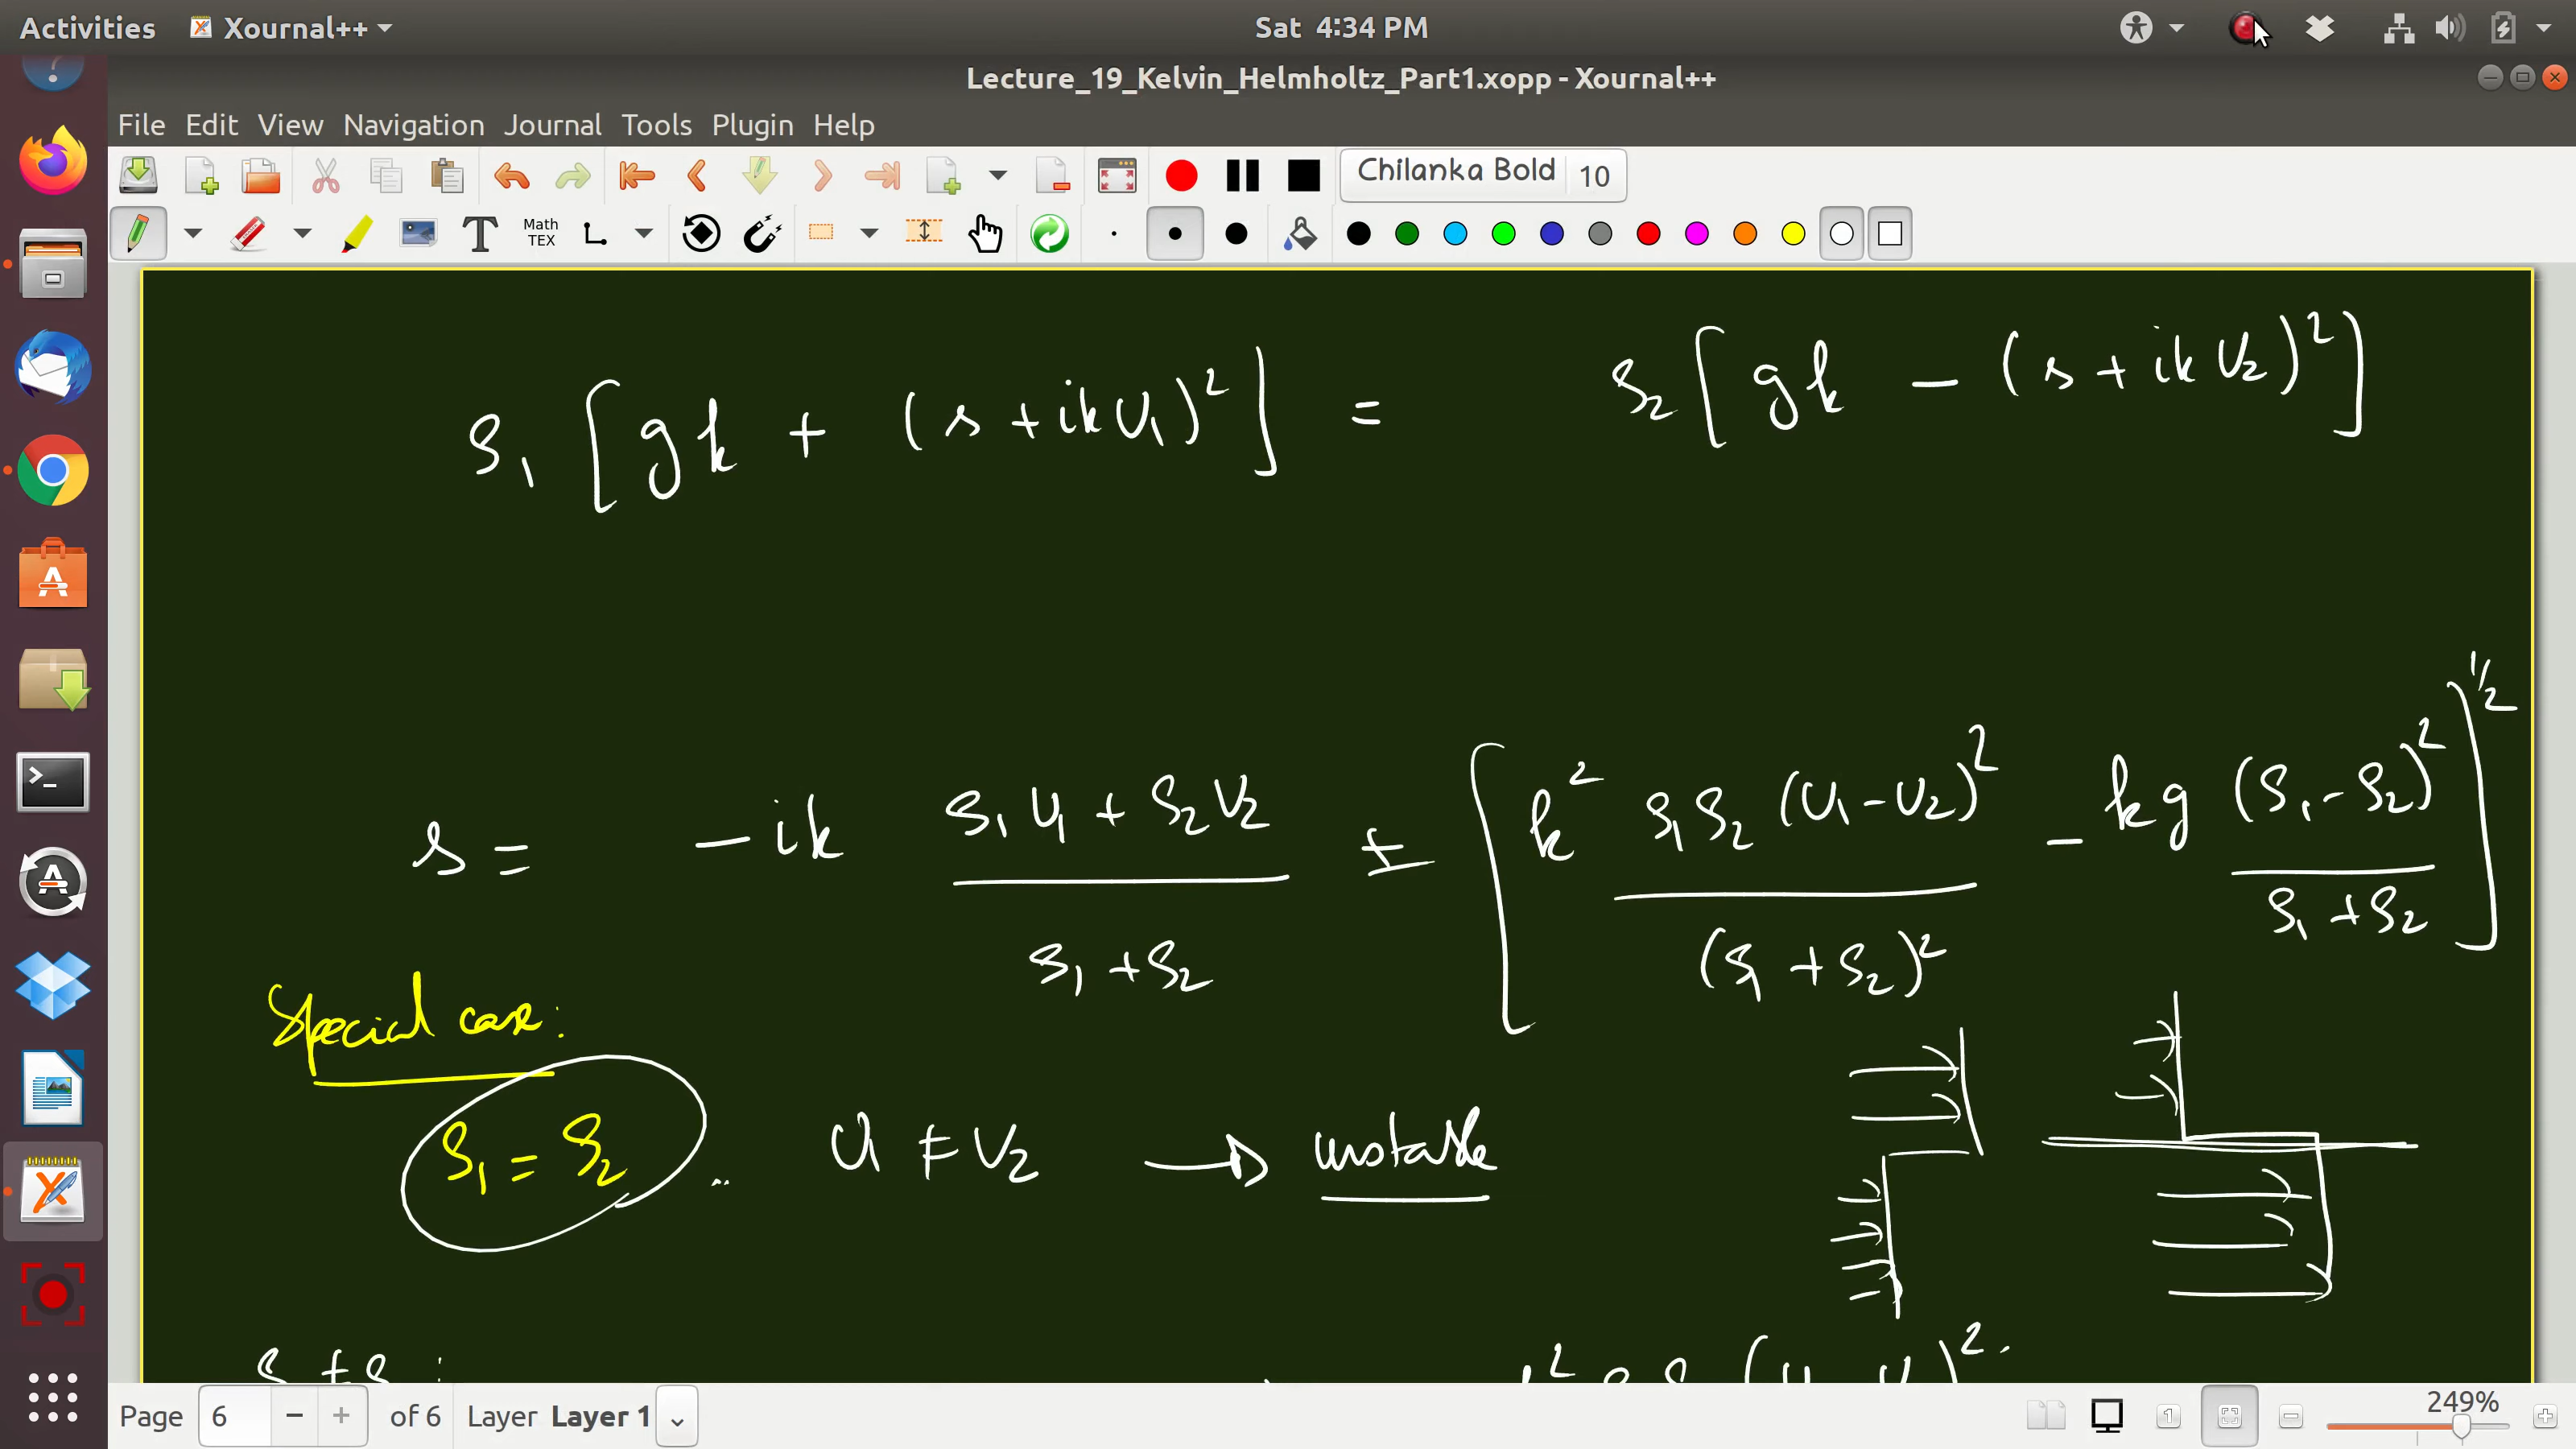 Activities Xournal++ Sat 4:34 PM
Lecture_19_Kelvin_Helmholtz_Part1.xopp - Xournal++
File Edit View Navigation Journal Tools Plugin Help
Chilanka Bold 10
Math TEX
ρ₁ [gk + (s + ikU₁)²] = ρ₂ [gk − (s + ikU₂)²]
s = −ik (ρ₁U₁ + ρ₂U₂)/(ρ₁ + ρ₂) ± [k² ρ₁ρ₂(U₁ − U₂)²/(ρ₁ + ρ₂)² − kg (ρ₁ − ρ₂)²/(ρ₁ + ρ₂)]^1/2
Special case:
ρ₁ = ρ₂ .. U₁ ≠ U₂ → unstable
Page 6 − + of 6 Layer Layer 1 249%